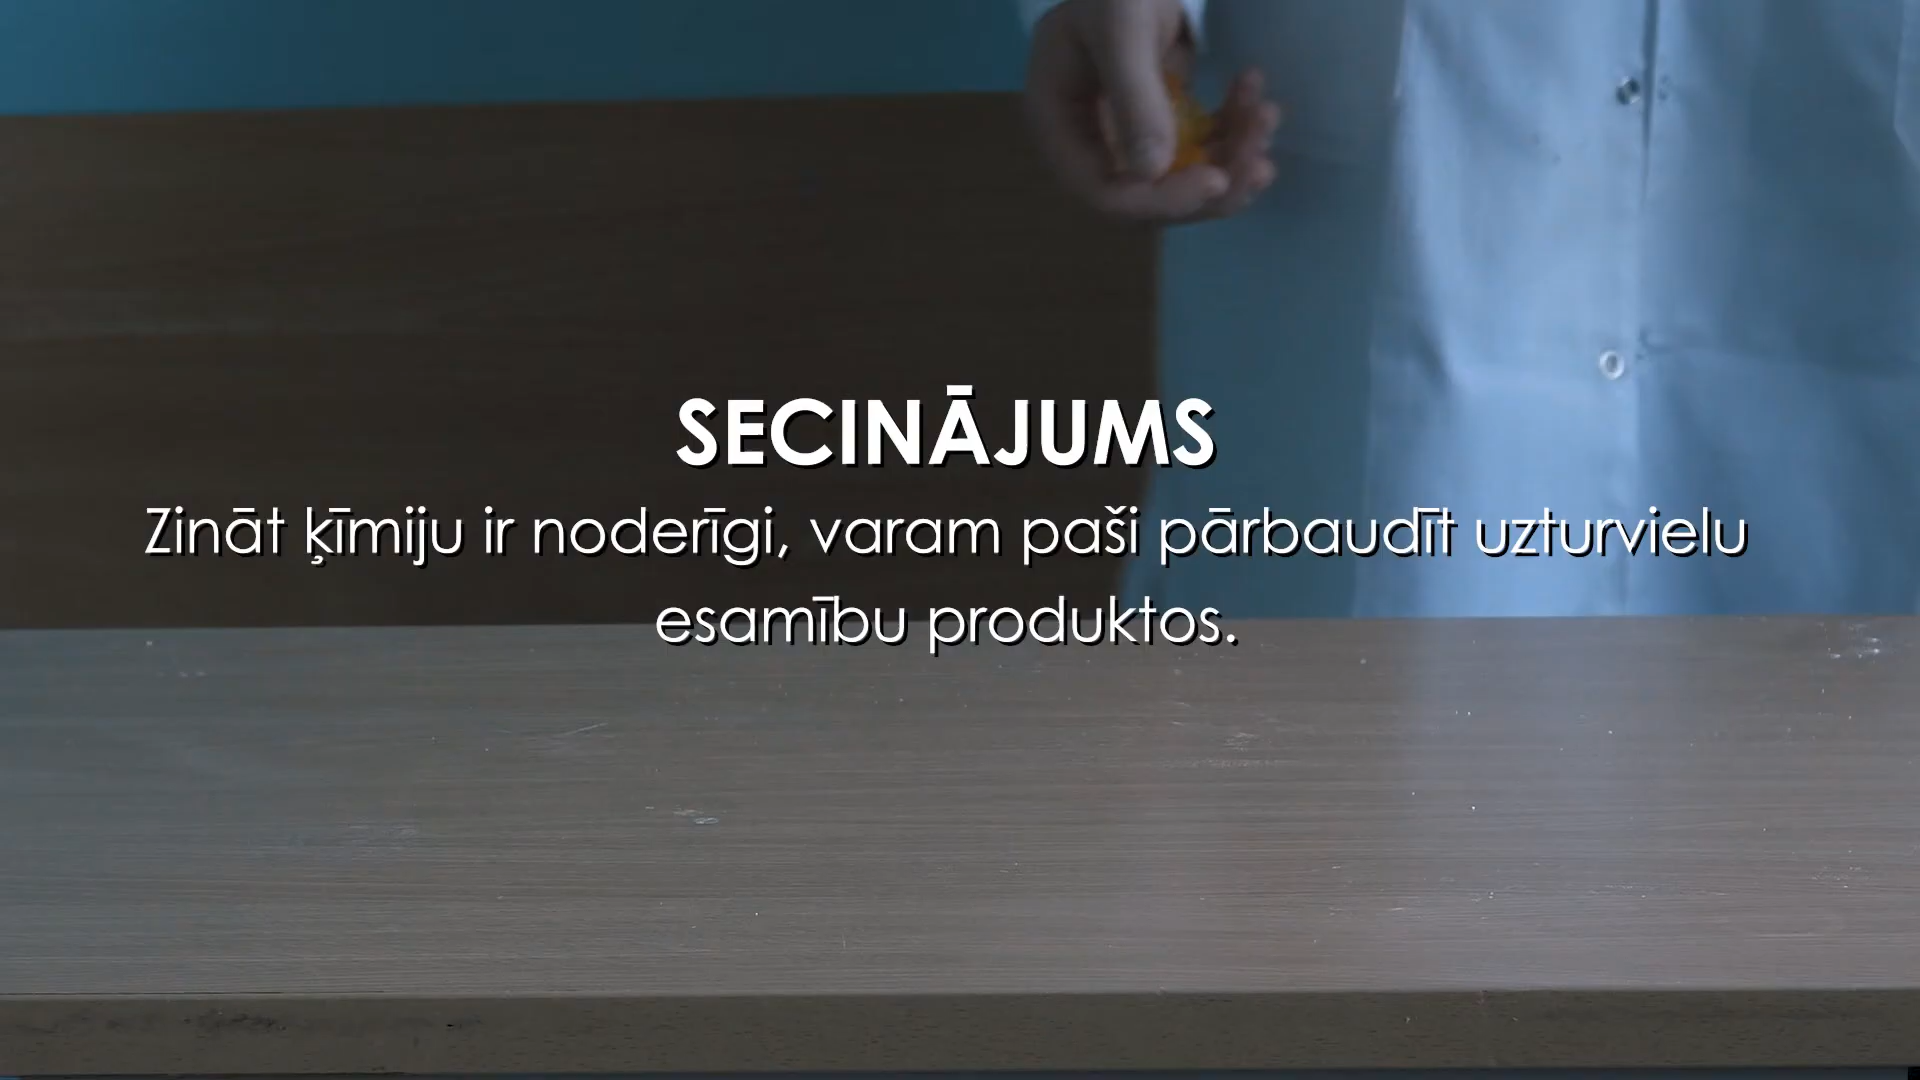 SECINĀJUMS
Zināt ķīmiju ir noderīgi, varam paši pārbaudīt uzturvielu
esamību produktos.